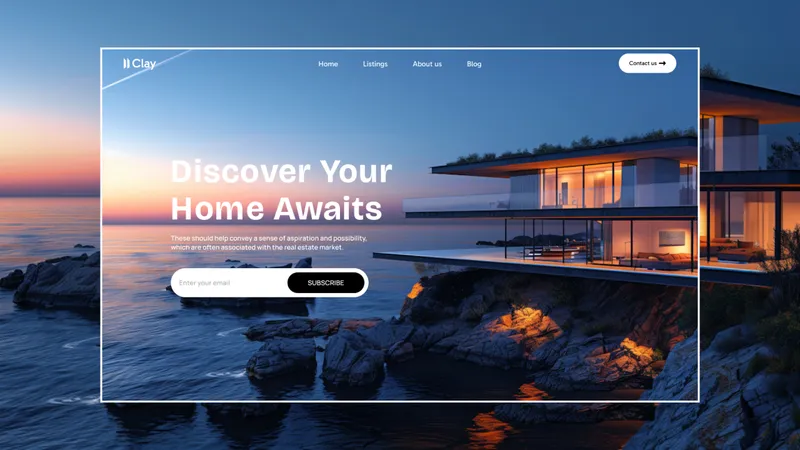 Clay
Home Listings About us Blog
Contact us
Discover Your
Home Awaits
These should help convey a sense of aspiration and possibility,
which are often associated with the real estate market.
Enter your email
SUBSCRIBE